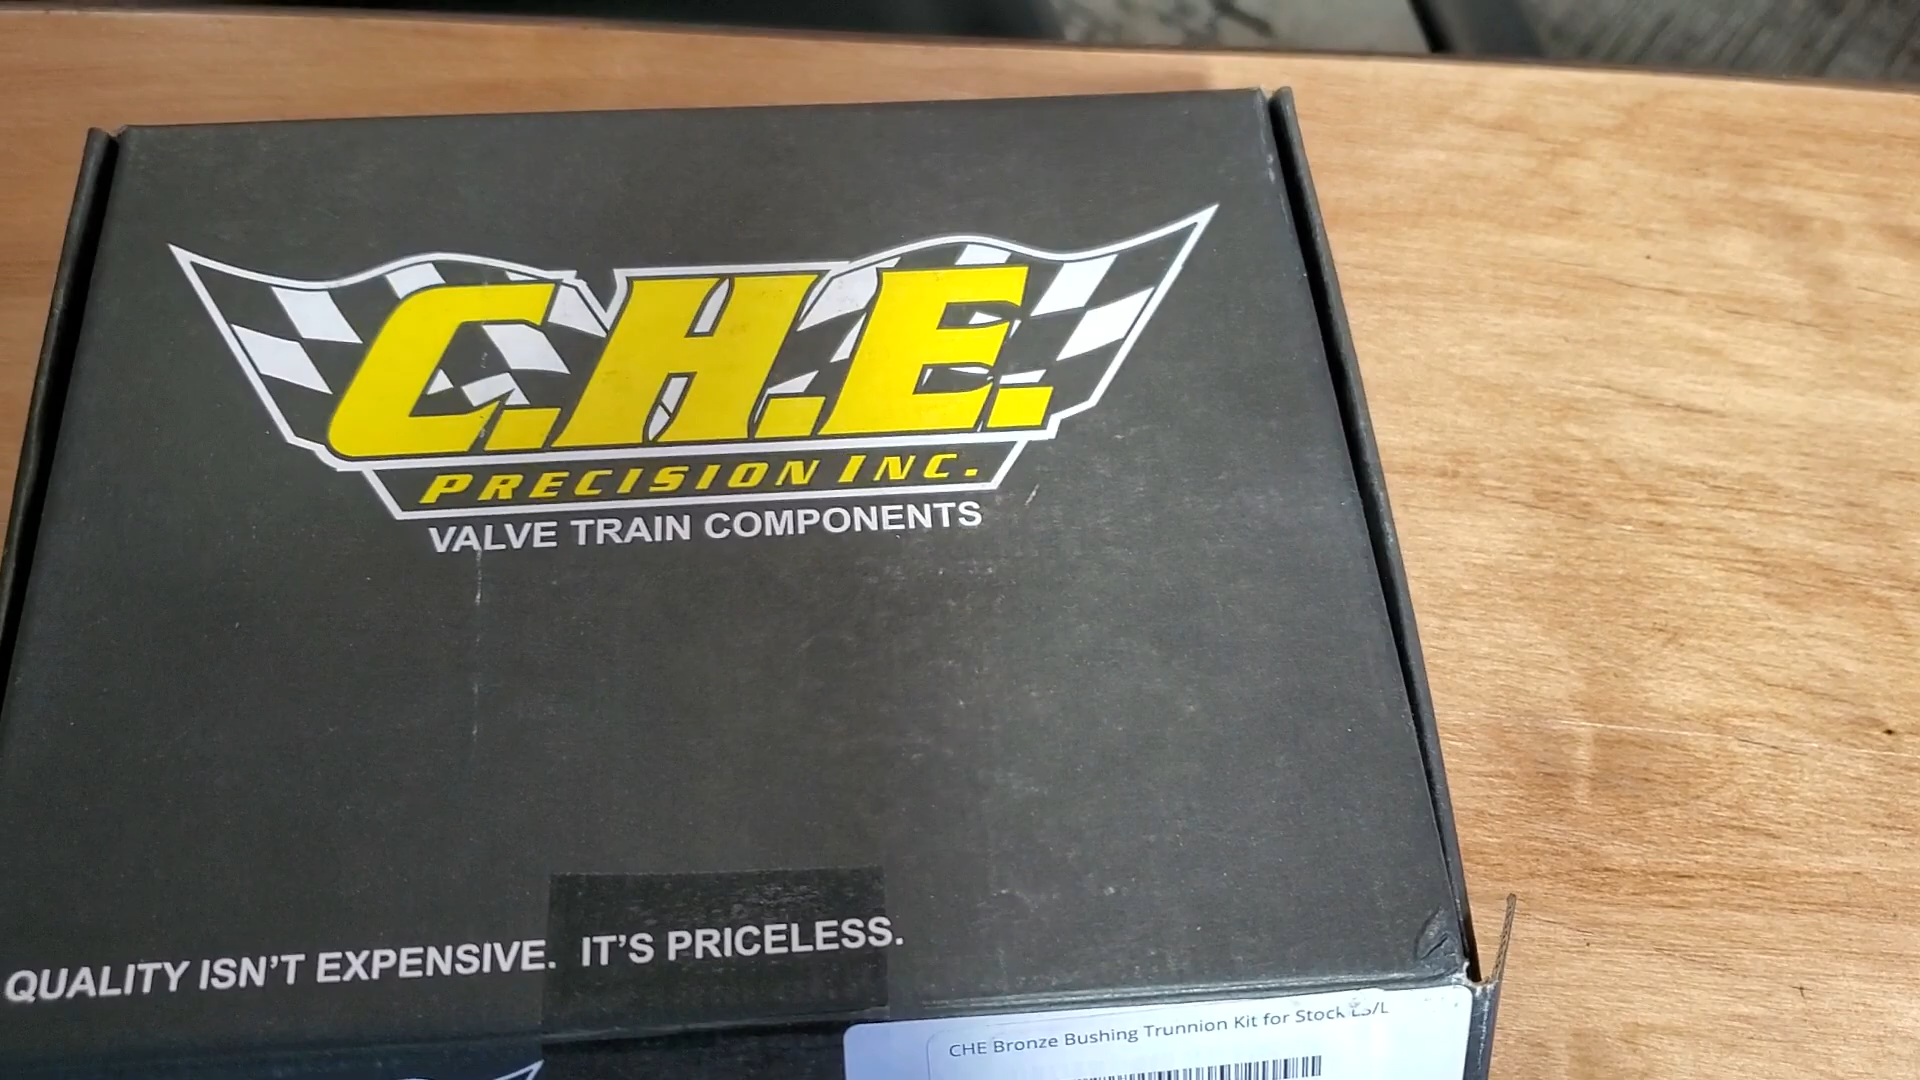 C.H.E.
PRECISION INC.
VALVE TRAIN COMPONENTS
QUALITY ISN'T EXPENSIVE. IT'S PRICELESS.
CHE Bronze Bushing Trunnion Kit for Stock